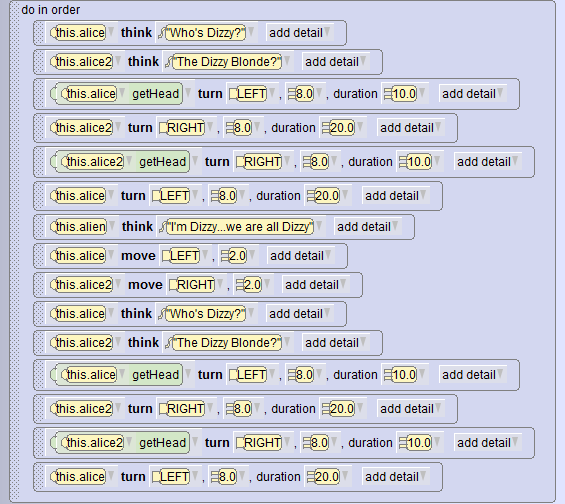 do in order
this.alice think "Who's Dizzy?" add detail
this.alice2 think "The Dizzy Blonde?" add detail
this.alice getHead turn LEFT , 8.0 , duration 10.0 add detail
this.alice2 turn RIGHT , 8.0 , duration 20.0 add detail
this.alice2 getHead turn RIGHT , 8.0 , duration 10.0 add detail
this.alice turn LEFT , 8.0 , duration 20.0 add detail
this.alien think "I'm Dizzy...we are all Dizzy" add detail
this.alice move LEFT , 2.0 add detail
this.alice2 move RIGHT , 2.0 add detail
this.alice think "Who's Dizzy?" add detail
this.alice2 think "The Dizzy Blonde?" add detail
this.alice getHead turn LEFT , 8.0 , duration 10.0 add detail
this.alice2 turn RIGHT , 8.0 , duration 20.0 add detail
this.alice2 getHead turn RIGHT , 8.0 , duration 10.0 add detail
this.alice turn LEFT , 8.0 , duration 20.0 add detail